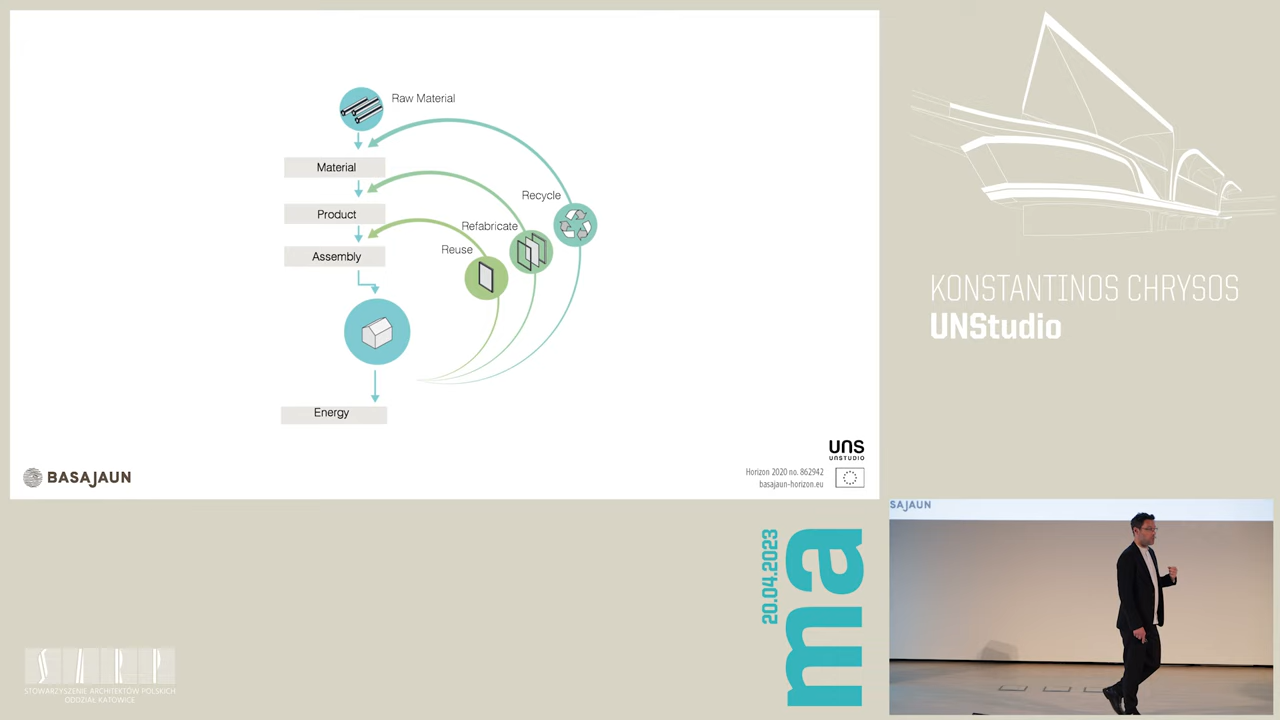 Raw Material
Material
Product
Assembly
Energy
Recycle
Refabricate
Reuse
BASAJAUN
UNS
UNSTUDIO
Horizon 2020 no. 862942
basajaun-horizon.eu
KONSTANTINOS CHRYSOS
UNStudio
20.04.2023
ma
SAJAUN
SARP
STOWARZYSZENIE ARCHITEKTÓW POLSKICH
ODDZIAŁ KATOWICE